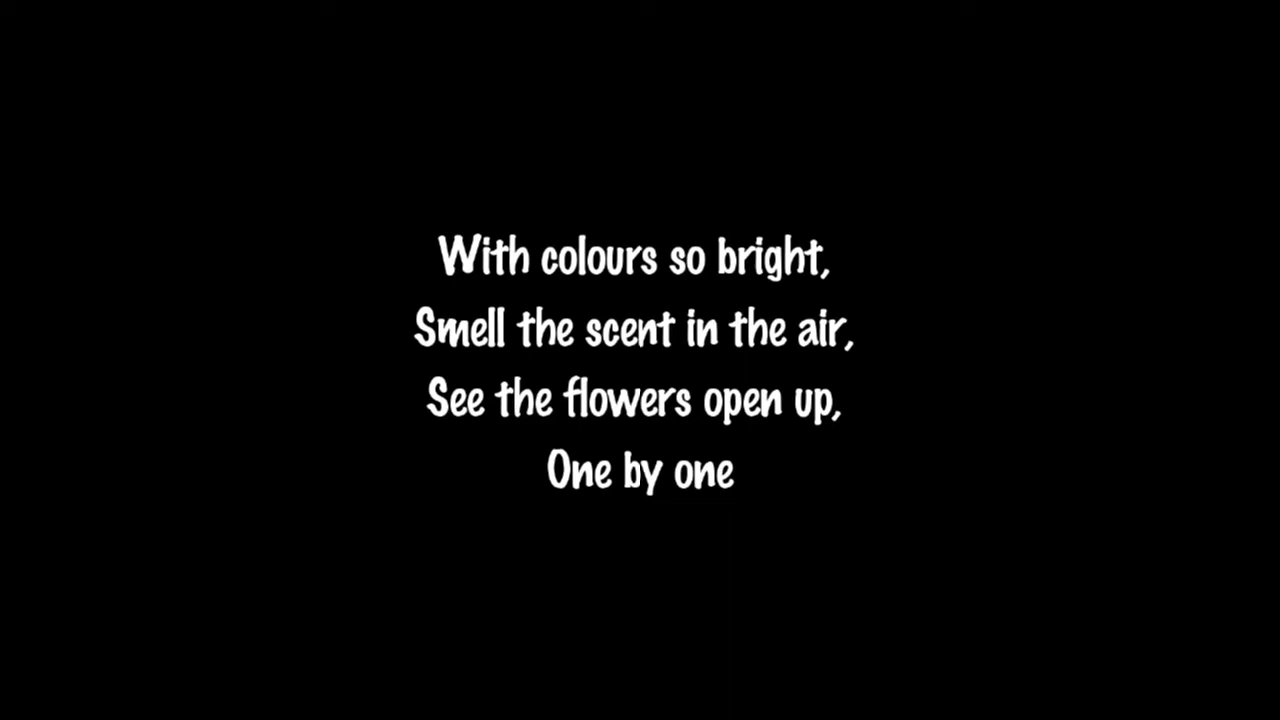 With colours so bright,
Smell the scent in the air,
See the flowers open up,
One by one